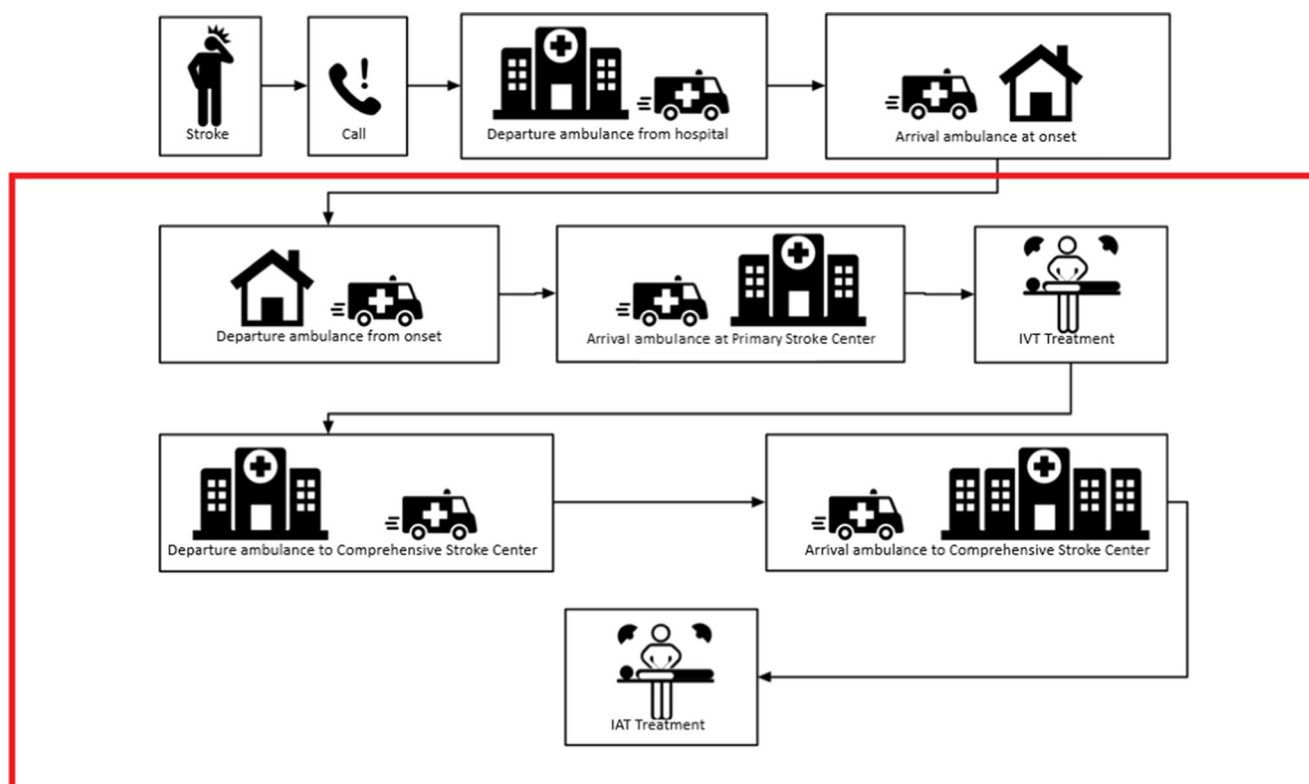 Stroke
Call
Departure ambulance from hospital
Arrival ambulance at onset
Departure ambulance from onset
Arrival ambulance at Primary Stroke Center
IVT Treatment
Departure ambulance to Comprehensive Stroke Center
Arrival ambulance to Comprehensive Stroke Center
IAT Treatment